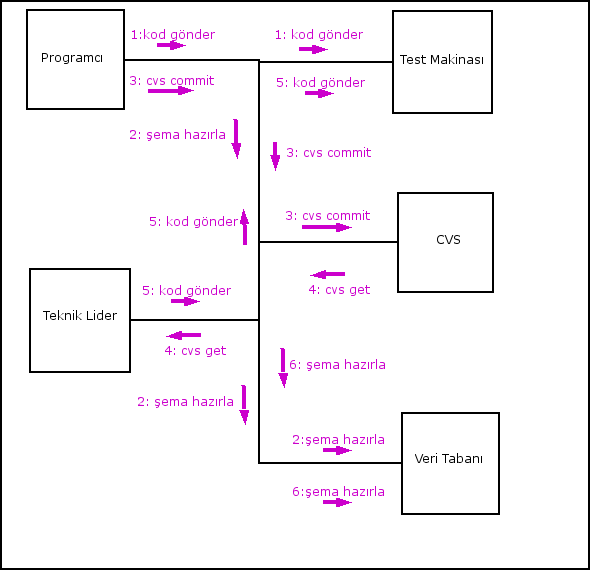 1:kod gönder
1: kod gönder
Programcı
Test Makinası
3: cvs commit
5: kod gönder
2: şema hazırla
3: cvs commit
5: kod gönder
3: cvs commit
CVS
5: kod gönder
4: cvs get
Teknik Lider
4: cvs get
6: şema hazırla
2: şema hazırla
2:şema hazırla
Veri Tabanı
6:şema hazırla